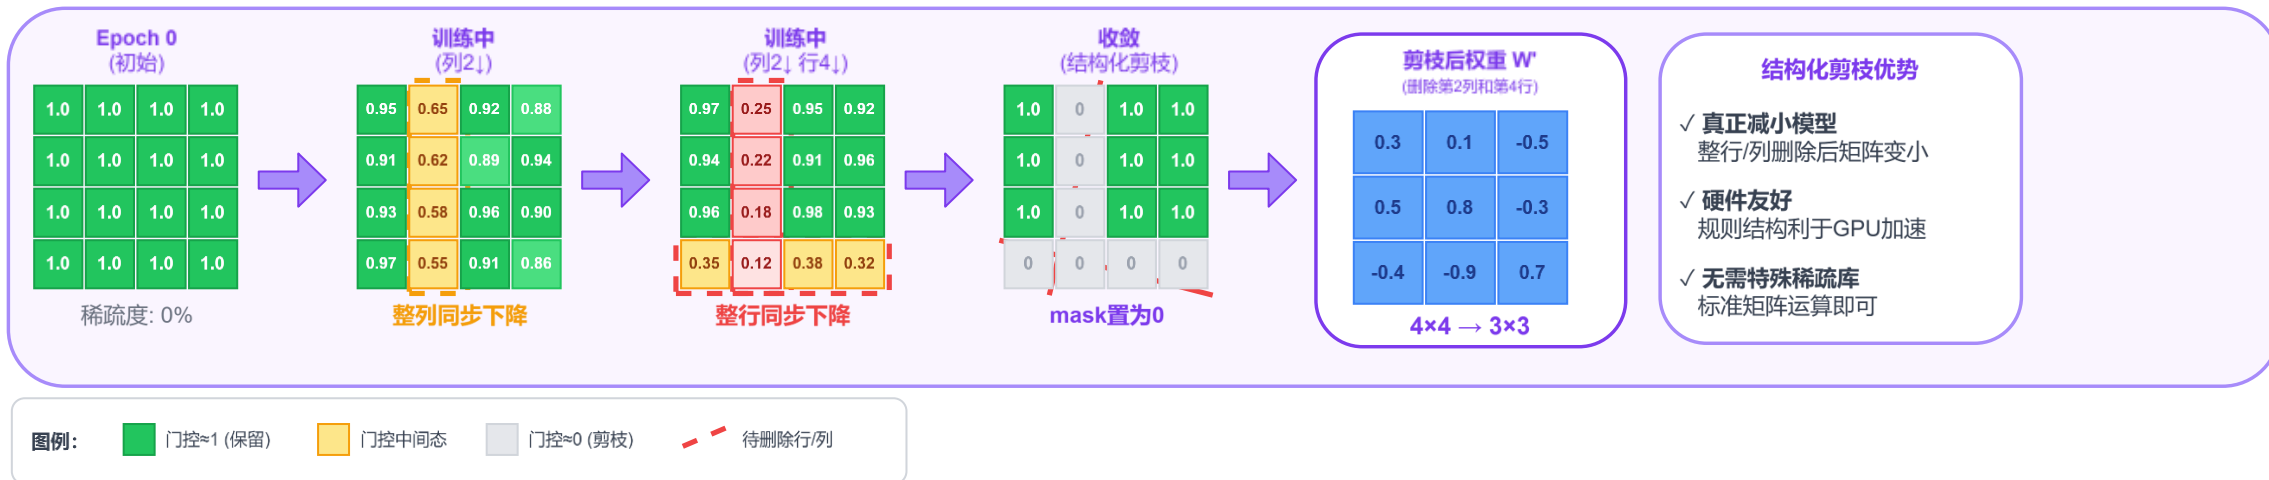 Epoch 0
(初始)
1.0 1.0 1.0 1.0
1.0 1.0 1.0 1.0
1.0 1.0 1.0 1.0
1.0 1.0 1.0 1.0
稀疏度: 0%
训练中
(列2↓)
0.95 0.65 0.92 0.88
0.91 0.62 0.89 0.94
0.93 0.58 0.96 0.90
0.97 0.55 0.91 0.86
整列同步下降
训练中
(列2↓ 行4↓)
0.97 0.25 0.95 0.92
0.94 0.22 0.91 0.96
0.96 0.18 0.98 0.93
0.35 0.12 0.38 0.32
整行同步下降
收敛
(结构化剪枝)
1.0 0 1.0 1.0
1.0 0 1.0 1.0
1.0 0 1.0 1.0
0 0 0 0
mask置为0
剪枝后权重 W'
(删除第2列和第4行)
0.3 0.1 -0.5
0.5 0.8 -0.3
-0.4 -0.9 0.7
4×4 → 3×3
结构化剪枝优势
✓ 真正减小模型
整行/列删除后矩阵变小
✓ 硬件友好
规则结构利于GPU加速
✓ 无需特殊稀疏库
标准矩阵运算即可
图例: 门控≈1 (保留) 门控中间态 门控≈0 (剪枝) 待删除行/列